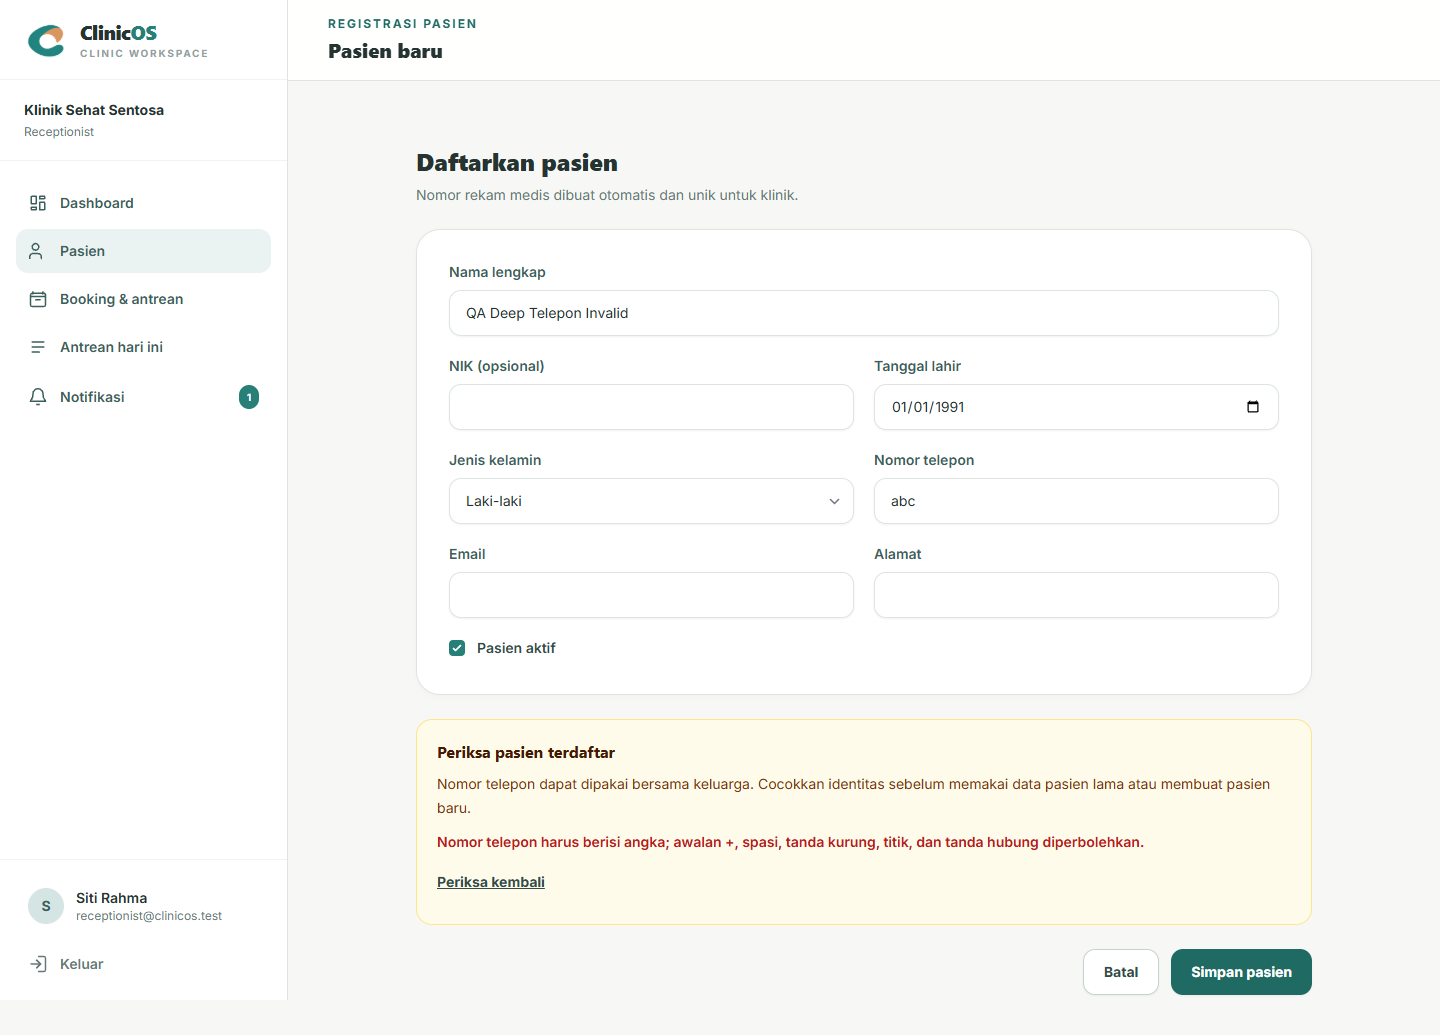 ClinicOS
CLINIC WORKSPACE
Klinik Sehat Sentosa
Receptionist
Dashboard
Pasien
Booking & antrean
Antrean hari ini
Notifikasi
1
S
Siti Rahma
receptionist@clinicos.test
Keluar
REGISTRASI PASIEN
Pasien baru
Daftarkan pasien
Nomor rekam medis dibuat otomatis dan unik untuk klinik.
Nama lengkap
QA Deep Telepon Invalid
NIK (opsional)
Tanggal lahir
01/01/1991
Jenis kelamin
Laki-laki
Nomor telepon
abc
Email
Alamat
Pasien aktif
Periksa pasien terdaftar
Nomor telepon dapat dipakai bersama keluarga. Cocokkan identitas sebelum memakai data pasien lama atau membuat pasien
baru.
Nomor telepon harus berisi angka; awalan +, spasi, tanda kurung, titik, dan tanda hubung diperbolehkan.
Periksa kembali
Batal
Simpan pasien